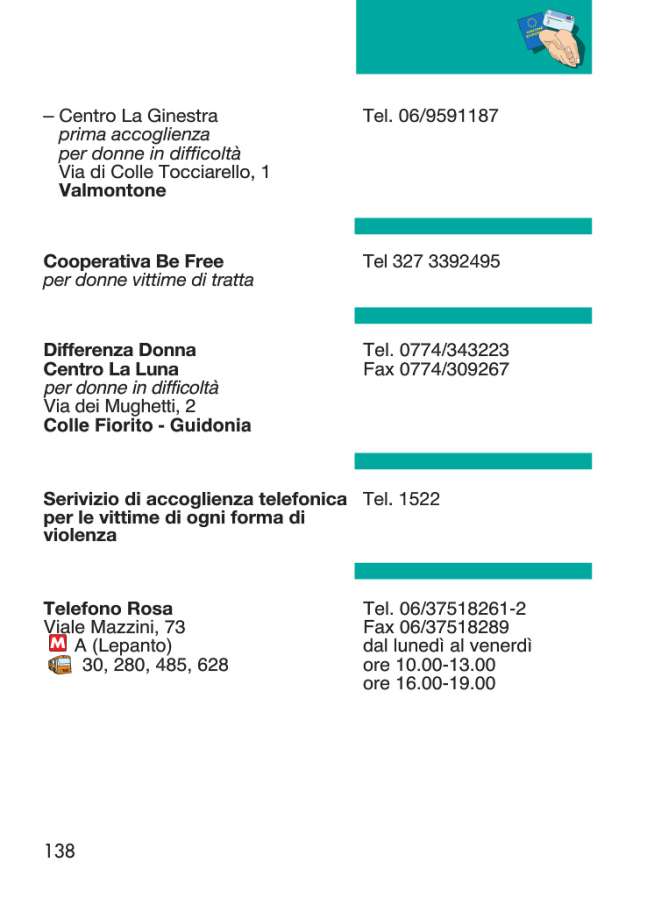 – Centro La Ginestra Tel. 06/9591187
prima accoglienza
per donne in difficoltà
Via di Colle Tocciarello, 1
Valmontone
Cooperativa Be Free Tel 327 3392495
per donne vittime di tratta
Differenza Donna Tel. 0774/343223
Centro La Luna Fax 0774/309267
per donne in difficoltà
Via dei Mughetti, 2
Colle Fiorito - Guidonia
Serivizio di accoglienza telefonica Tel. 1522
per le vittime di ogni forma di
violenza
Telefono Rosa Tel. 06/37518261-2
Viale Mazzini, 73 Fax 06/37518289
M A (Lepanto) dal lunedì al venerdì
30, 280, 485, 628 ore 10.00-13.00
ore 16.00-19.00
138